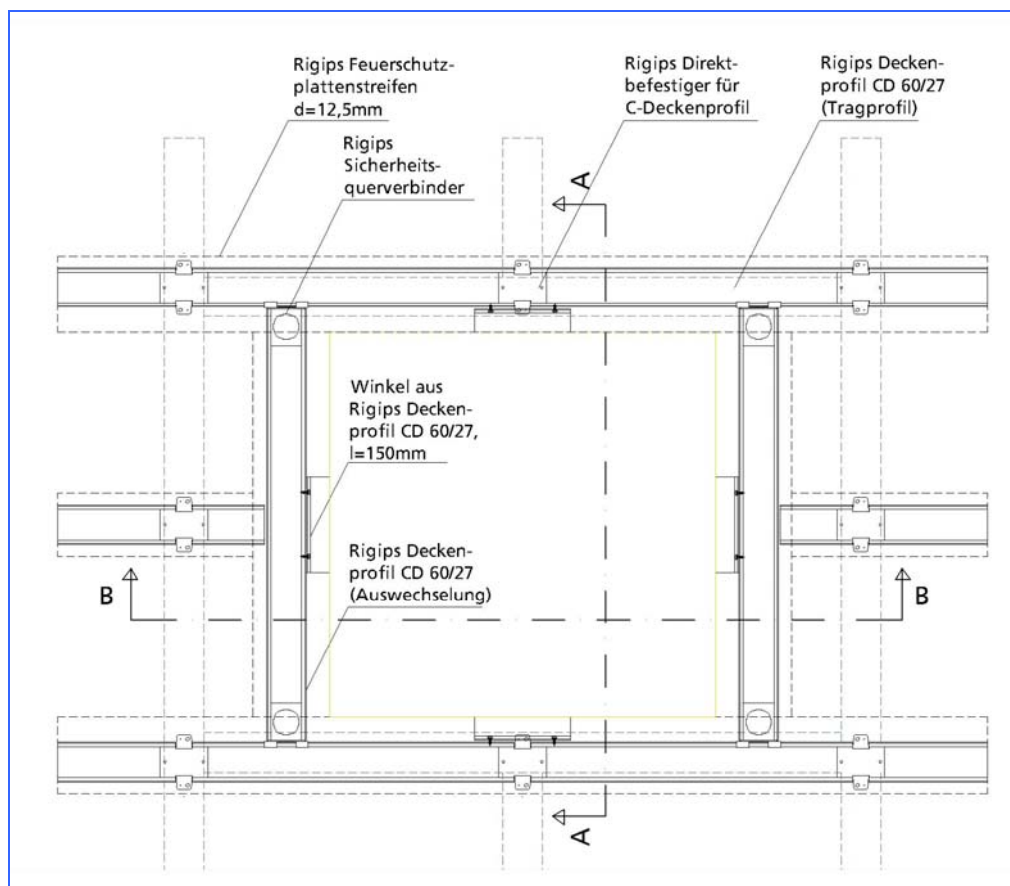 Rigips Feuerschutz-
plattenstreifen
d=12,5mm
Rigips Direkt-
befestiger für
C-Deckenprofil
Rigips Decken-
profil CD 60/27
(Tragprofil)
Rigips
Sicherheits-
querverbinder
A
Winkel aus
Rigips Decken-
profil CD 60/27,
l=150mm
Rigips Decken-
profil CD 60/27
(Auswechselung)
B
B
A